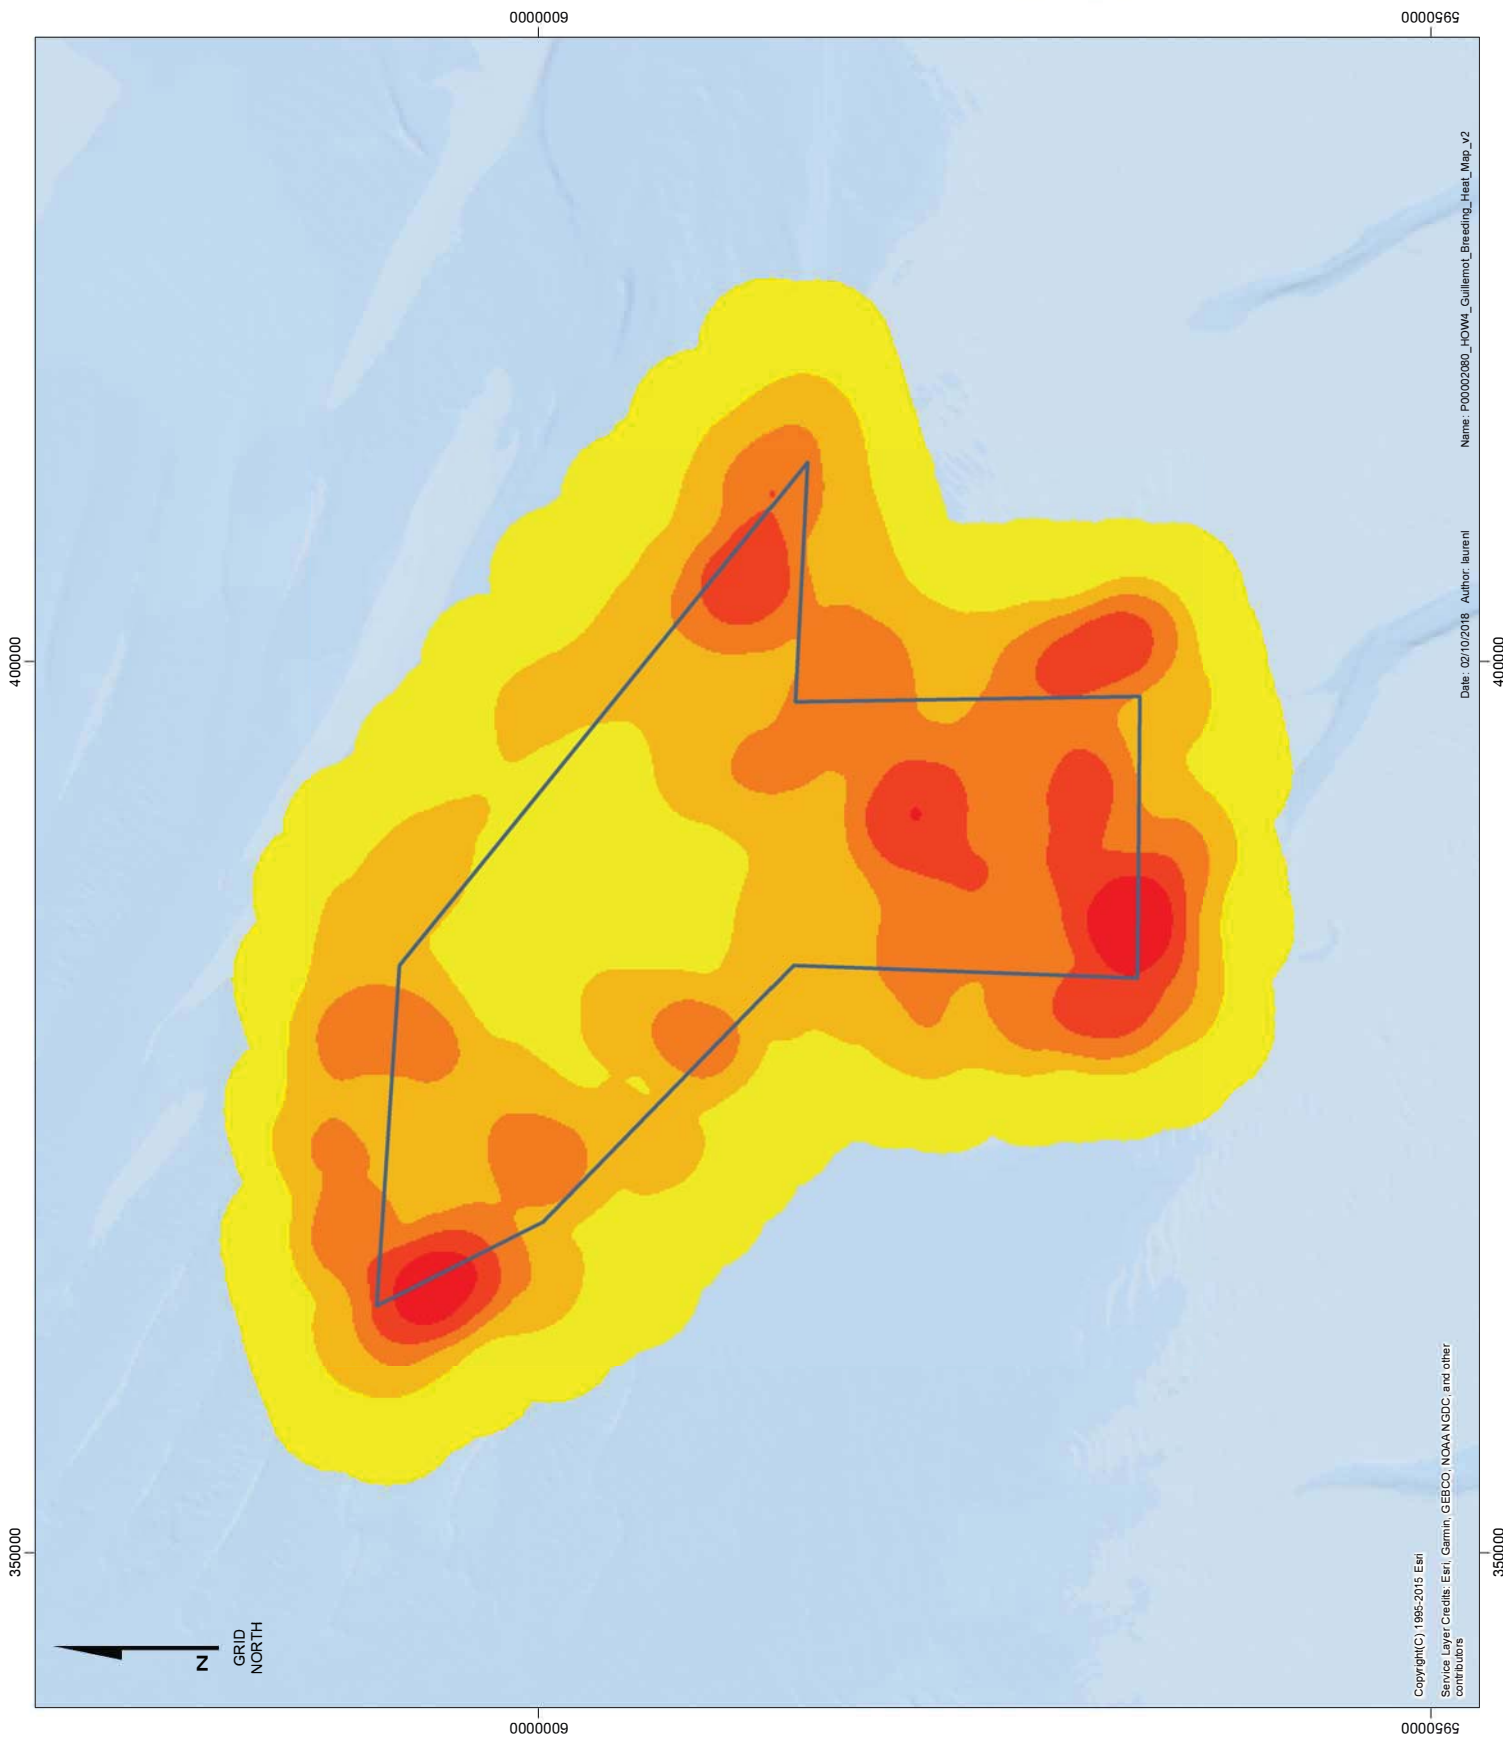 350000
400000
6000000
6000000
5950000
5950000
N
GRID
NORTH
Copyright(C) 1995-2015 Esri
Service Layer Credits: Esri, Garmin, GEBCO, NOAA NGDC, and other
contributors
Date: 02/10/2018 Author: laurenl Name: P00002080_HOW4_Guillemot_Breeding_Heat_Map_v2
350000
400000